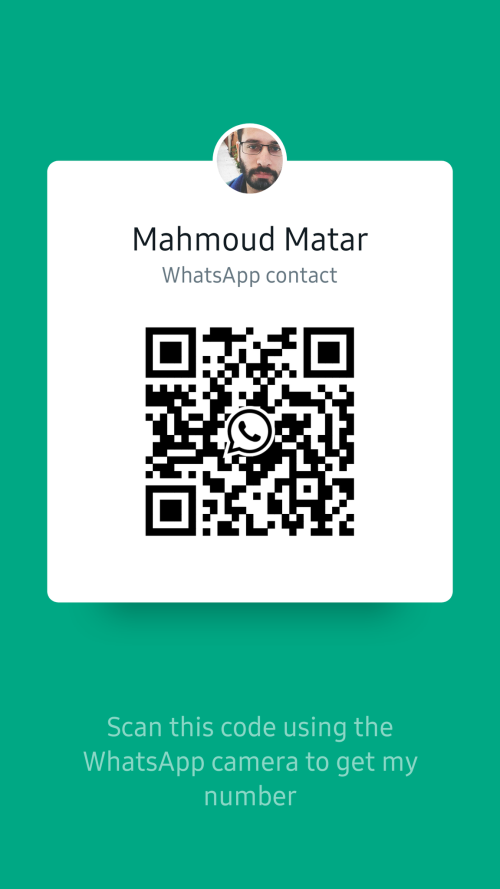 Mahmoud Matar
WhatsApp contact
Scan this code using the
WhatsApp camera to get my
number